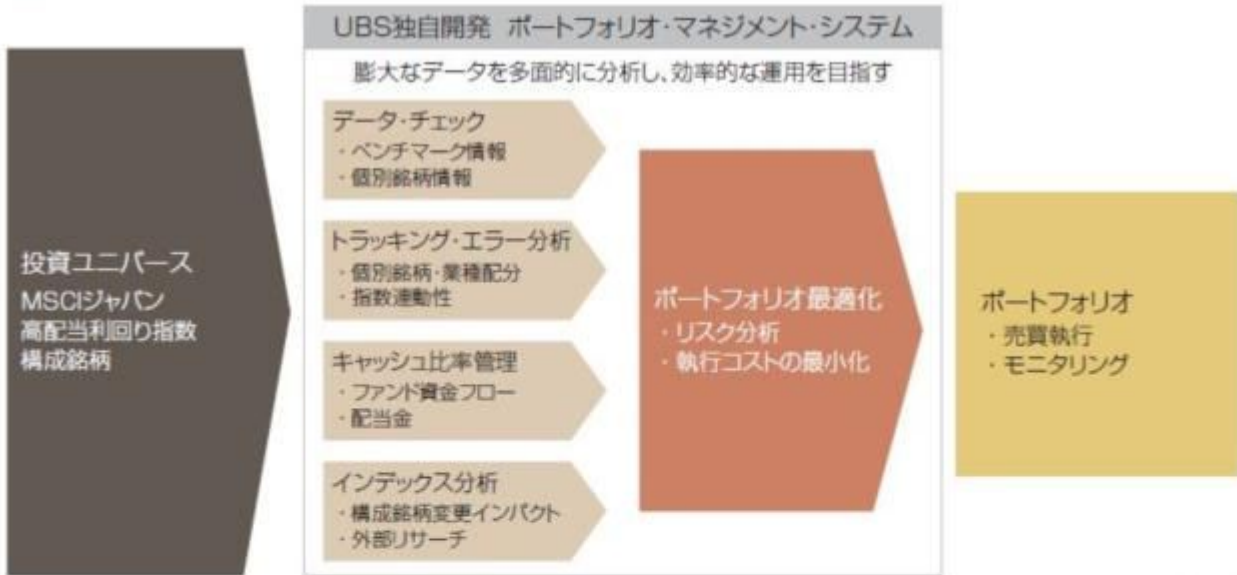 UBS独自開発 ポートフォリオ・マネジメント・システム
膨大なデータを多面的に分析し、効率的な運用を目指す
投資ユニバース
MSCIジャパン
高配当利回り指数
構成銘柄
データ・チェック
・ベンチマーク情報
・個別銘柄情報
トラッキング・エラー分析
・個別銘柄・業種配分
・指数連動性
キャッシュ比率管理
・ファンド資金フロー
・配当金
インデックス分析
・構成銘柄変更インパクト
・外部リサーチ
ポートフォリオ最適化
・リスク分析
・執行コストの最小化
ポートフォリオ
・売買執行
・モニタリング